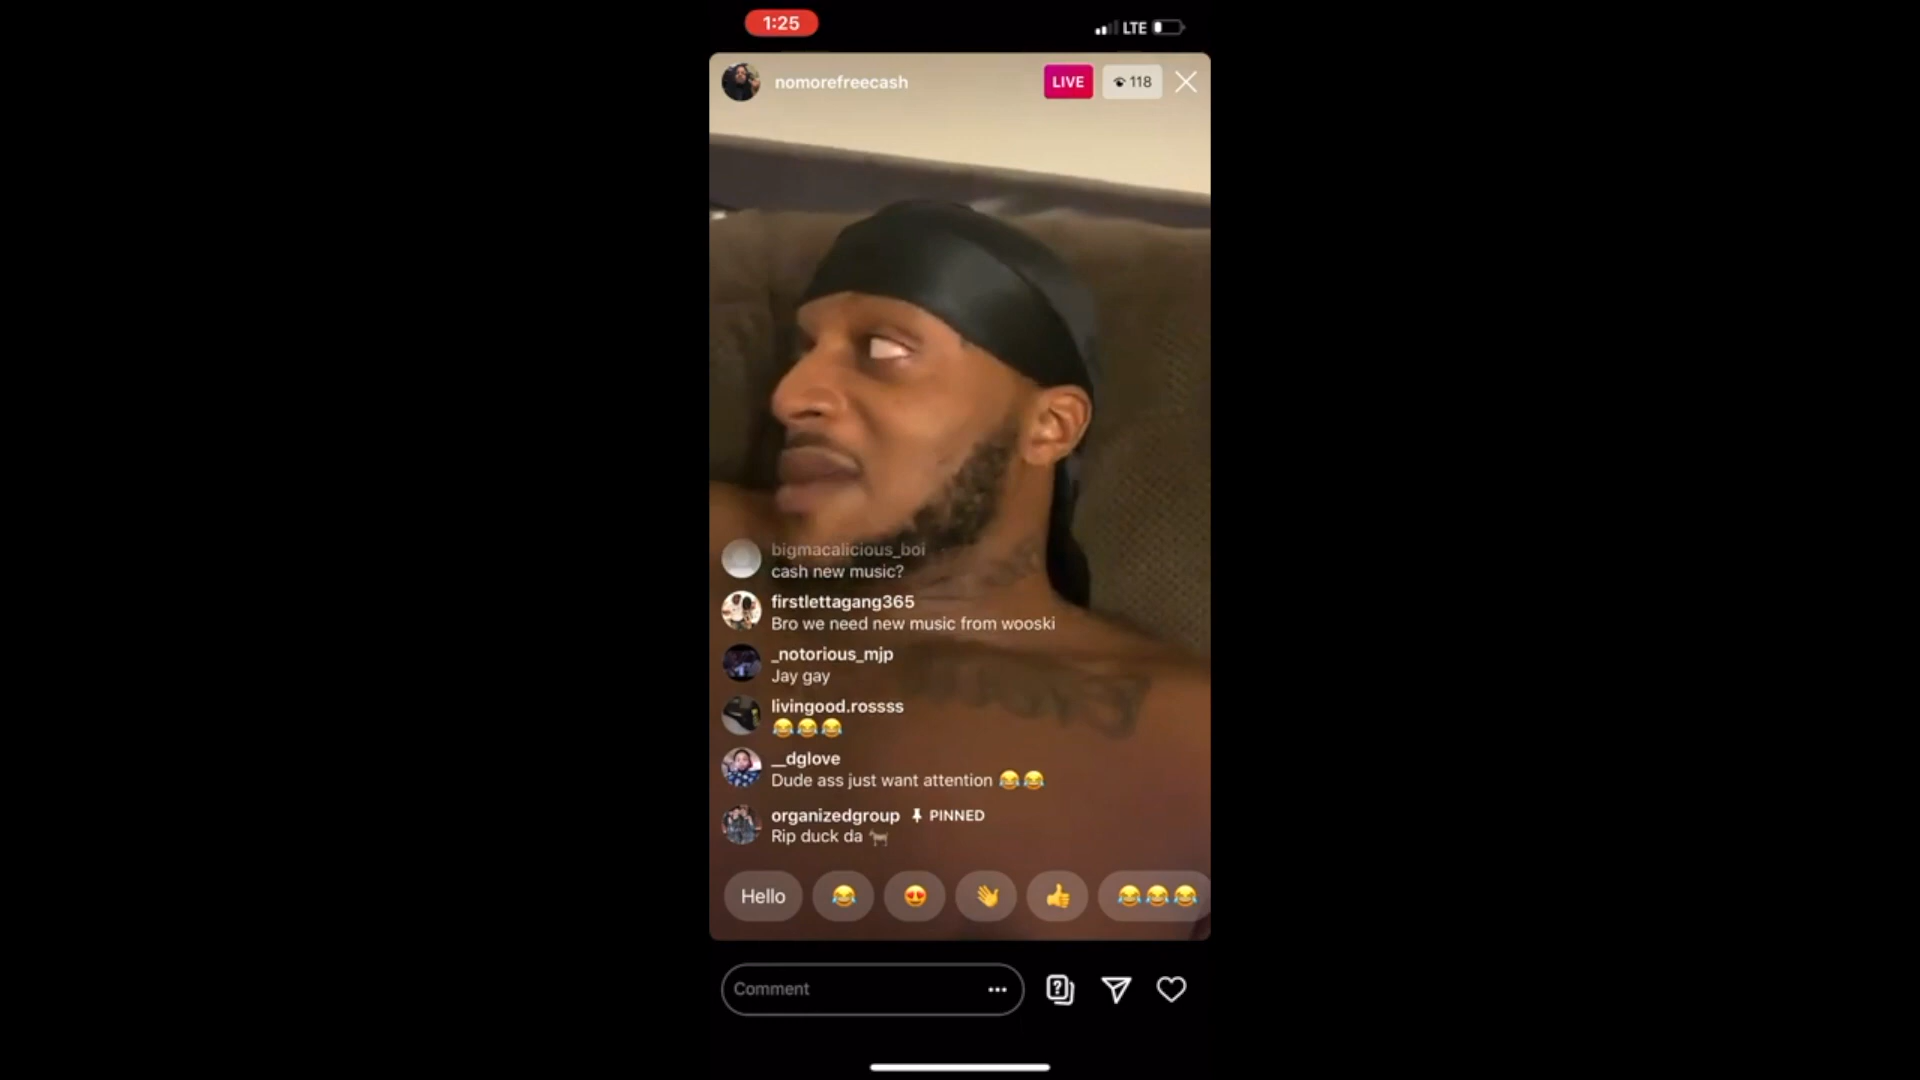 1:25
LTE
nomorefreecash
LIVE
118
bigmacalicious_boi
cash new music?
firstlettagang365
Bro we need new music from wooski
_notorious_mjp
Jay gay
livingood.rossss
😂😂😂
__dglove
Dude ass just want attention 😂😂
organizedgroup PINNED
Rip duck da 🐐
Hello
Comment